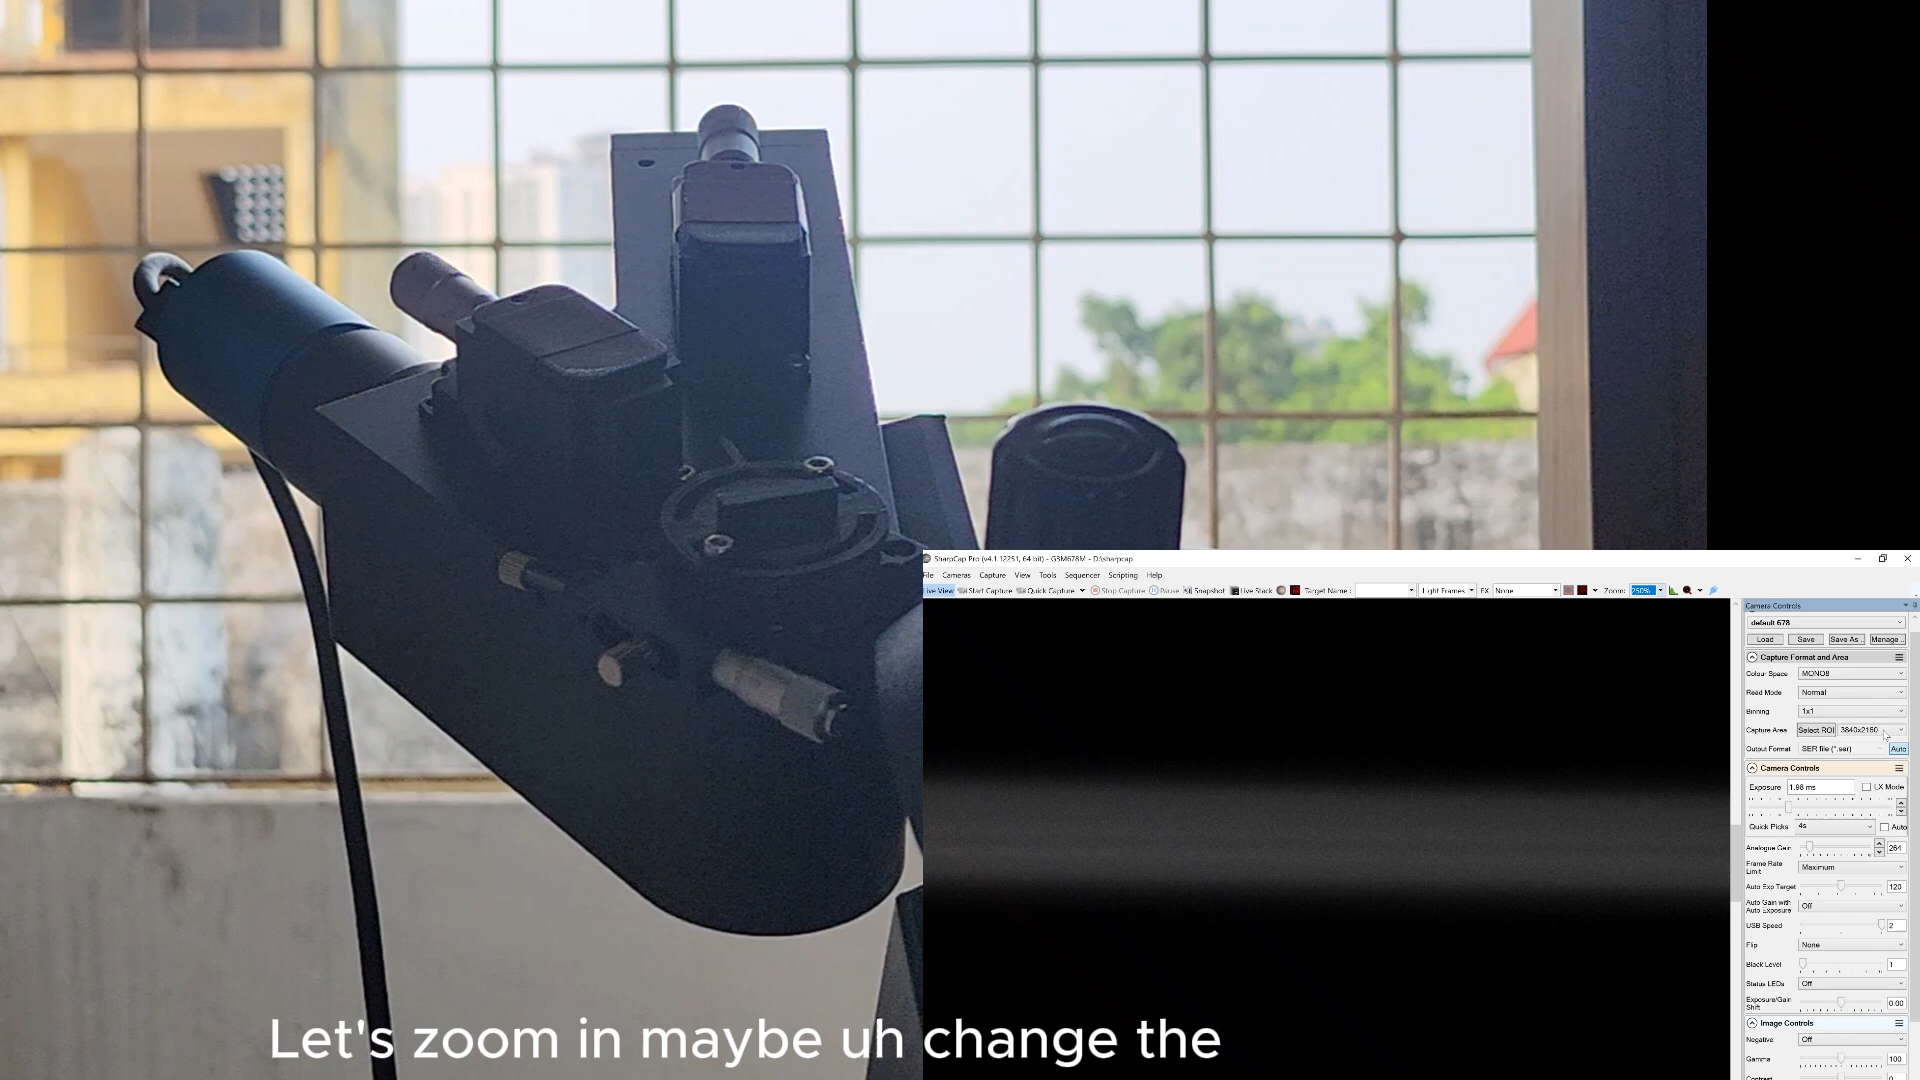 SharpCap Pro (v4.1.12251, 64 bit) - G3M678M - D:\sharpcap
File Cameras Capture View Tools Sequencer Scripting Help
Live View Start Capture Quick Capture Stop Capture Pause Snapshot Live Stack Target Name : Light Frames FX None Zoom: 250%
Camera Controls
default 678
Load Save Save As .. Manage ..
Capture Format and Area
Colour Space MONO8
Read Mode Normal
Binning 1x1
Capture Area Select ROI 3840x2160
Output Format SER file (*.ser) Auto
Camera Controls
Exposure 1.98 ms LX Mode
Quick Picks 4s Auto
Analogue Gain 264
Frame Rate
Limit
Maximum
Auto Exp Target 120
Auto Gain with
Auto Exposure
Off
USB Speed 2
Flip None
Black Level 1
Status LEDs Off
Exposure/Gain
Shift
0.00
Image Controls
Negative Off
Gamma 100
Contrast 0
Let's zoom in maybe uh change the